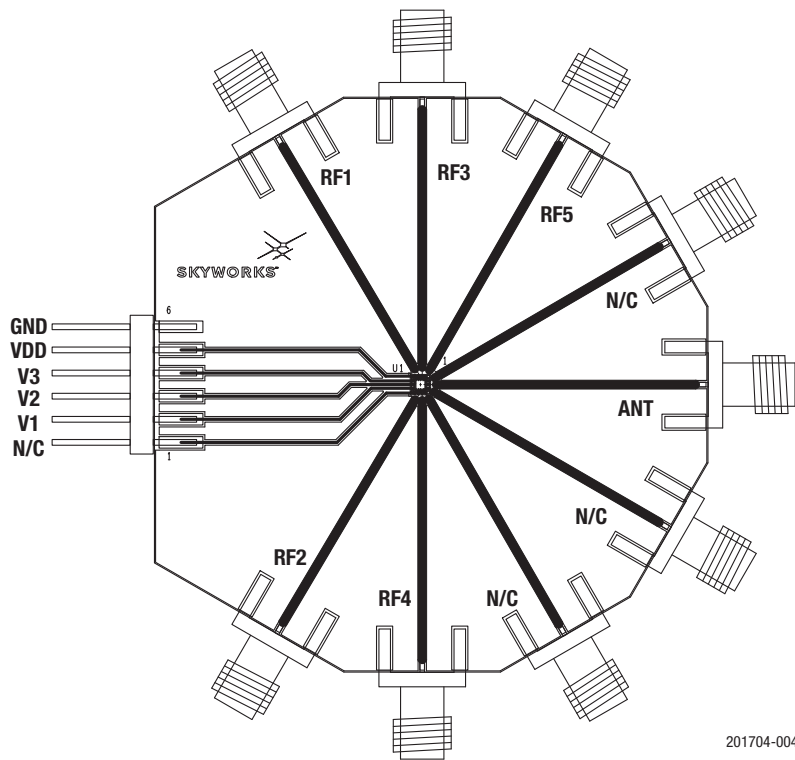 RF1
RF3
RF5
N/C
SKYWORKS
6
GND
VDD
V3
V2
V1
N/C
1
U1
1
ANT
N/C
RF2
RF4
N/C
201704-004